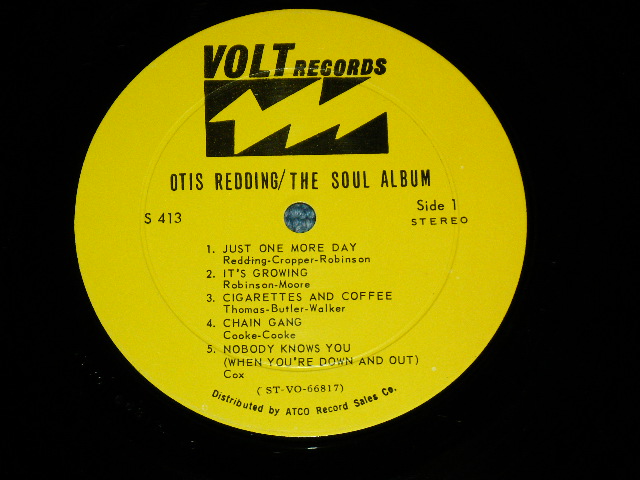 VOLT RECORDS
OTIS REDDING/THE SOUL ALBUM
S 413
Side 1
STEREO
1. JUST ONE MORE DAY
Redding-Cropper-Robinson
2. IT'S GROWING
Robinson-Moore
3. CIGARETTES AND COFFEE
Thomas-Butler-Walker
4. CHAIN GANG
Cooke-Cooke
5. NOBODY KNOWS YOU
(WHEN YOU'RE DOWN AND OUT)
Cox
(ST-VO-66817)
Distributed by ATCO Record Sales Co.